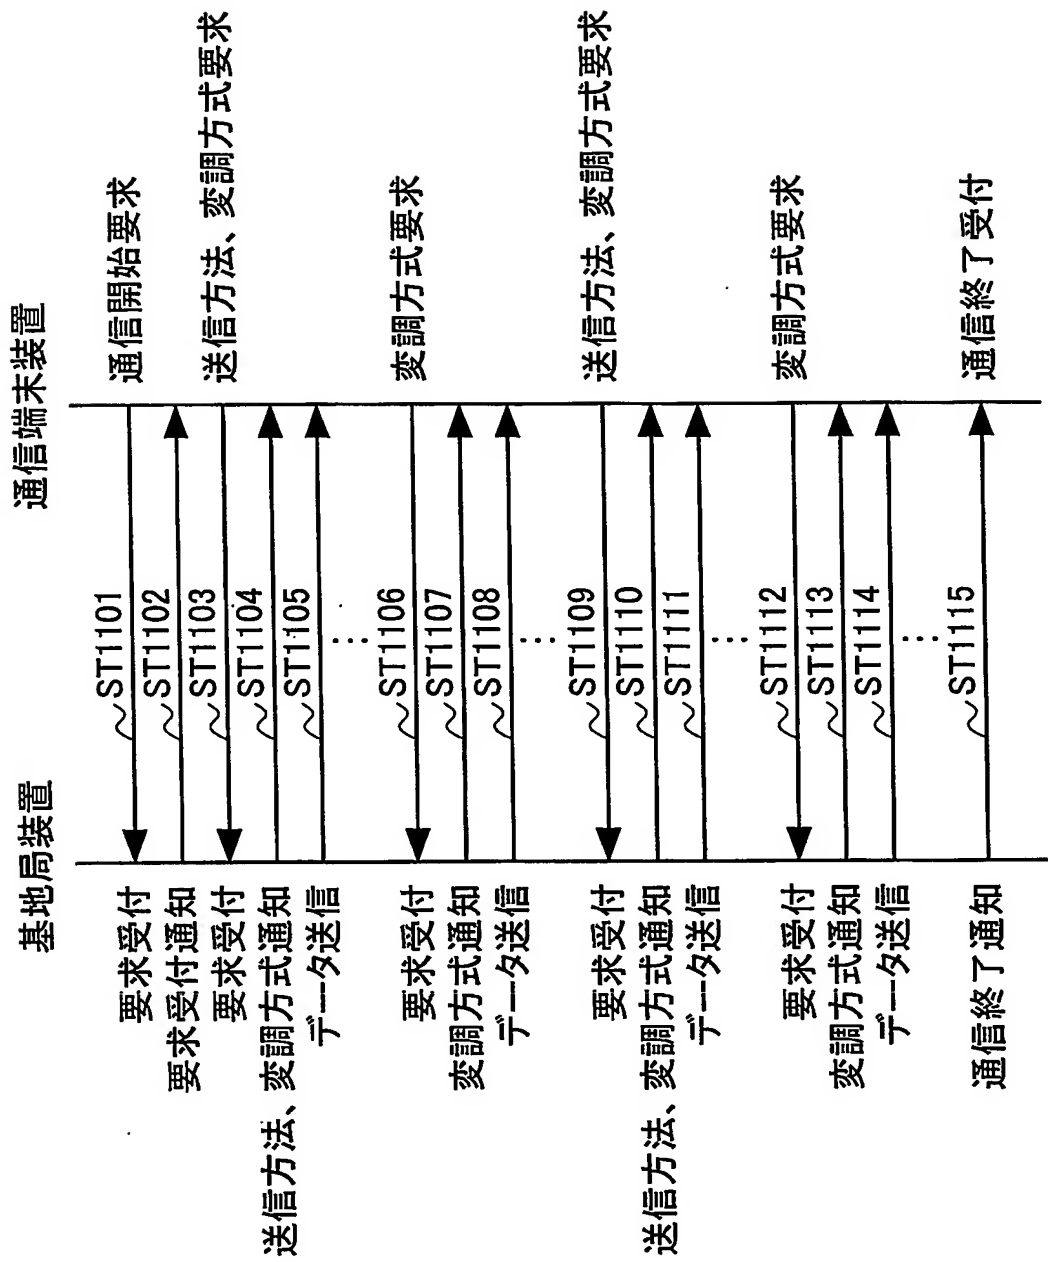 基地局装置
通信端末装置
要求受付
ST1101
通信開始要求
要求受付通知
ST1102
要求受付
ST1103
送信方法、変調方式要求
送信方法、変調方式通知
ST1104
データ送信
ST1105
要求受付
ST1106
変調方式要求
変調方式通知
ST1107
データ送信
ST1108
要求受付
ST1109
送信方法、変調方式要求
送信方法、変調方式通知
ST1110
データ送信
ST1111
要求受付
ST1112
変調方式要求
変調方式通知
ST1113
データ送信
ST1114
通信終了通知
ST1115
通信終了受付